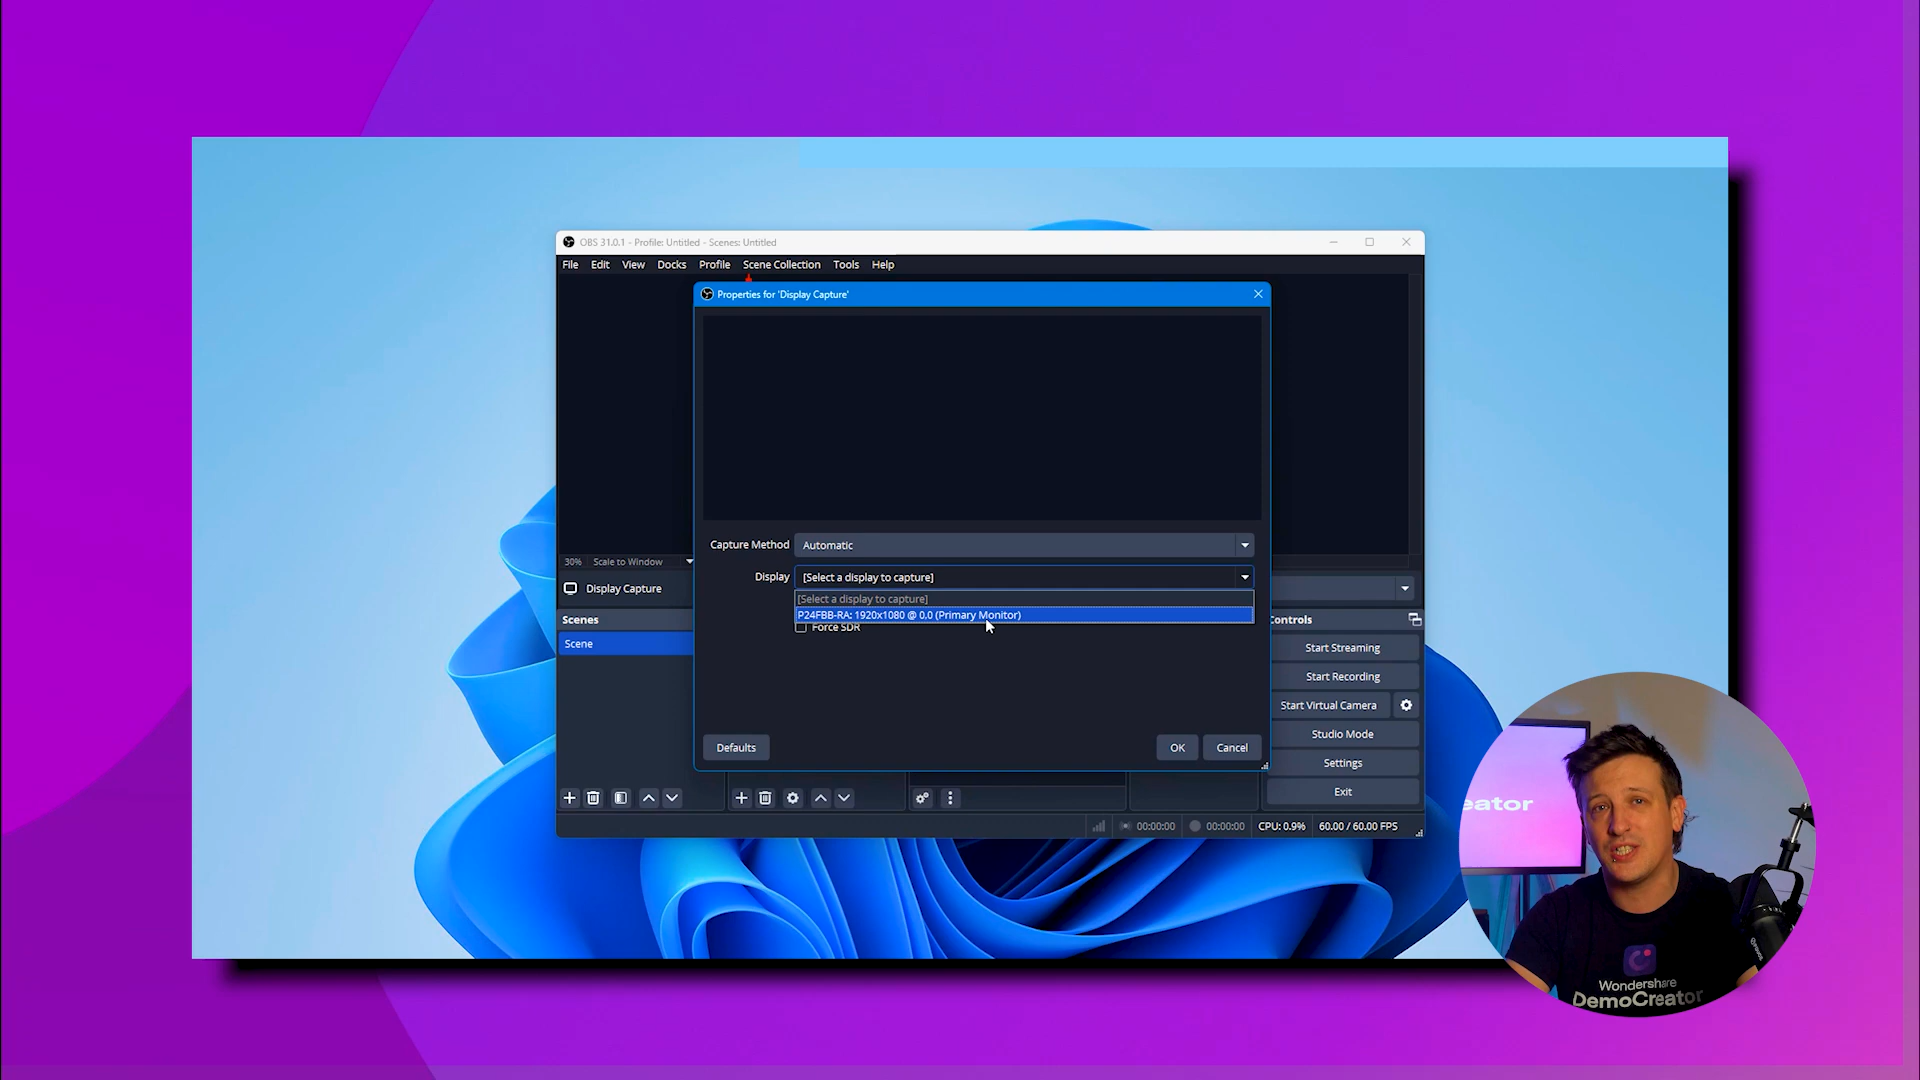 OBS 31.0.1 - Profile: Untitled - Scenes: Untitled
File Edit View Docks Profile Scene Collection Tools Help
Properties for 'Display Capture'
Capture Method Automatic
Display [Select a display to capture]
[Select a display to capture]
P24FBB-RA: 1920x1080 @ 0,0 (Primary Monitor)
Force SDR
Defaults OK Cancel
30% Scale to Window
Display Capture
Scenes
Scene
Controls
Start Streaming
Start Recording
Start Virtual Camera
Studio Mode
Settings
Exit
00:00:00 00:00:00 CPU: 0.9% 60.00 / 60.00 FPS
eator
Wondershare
DemoCreator